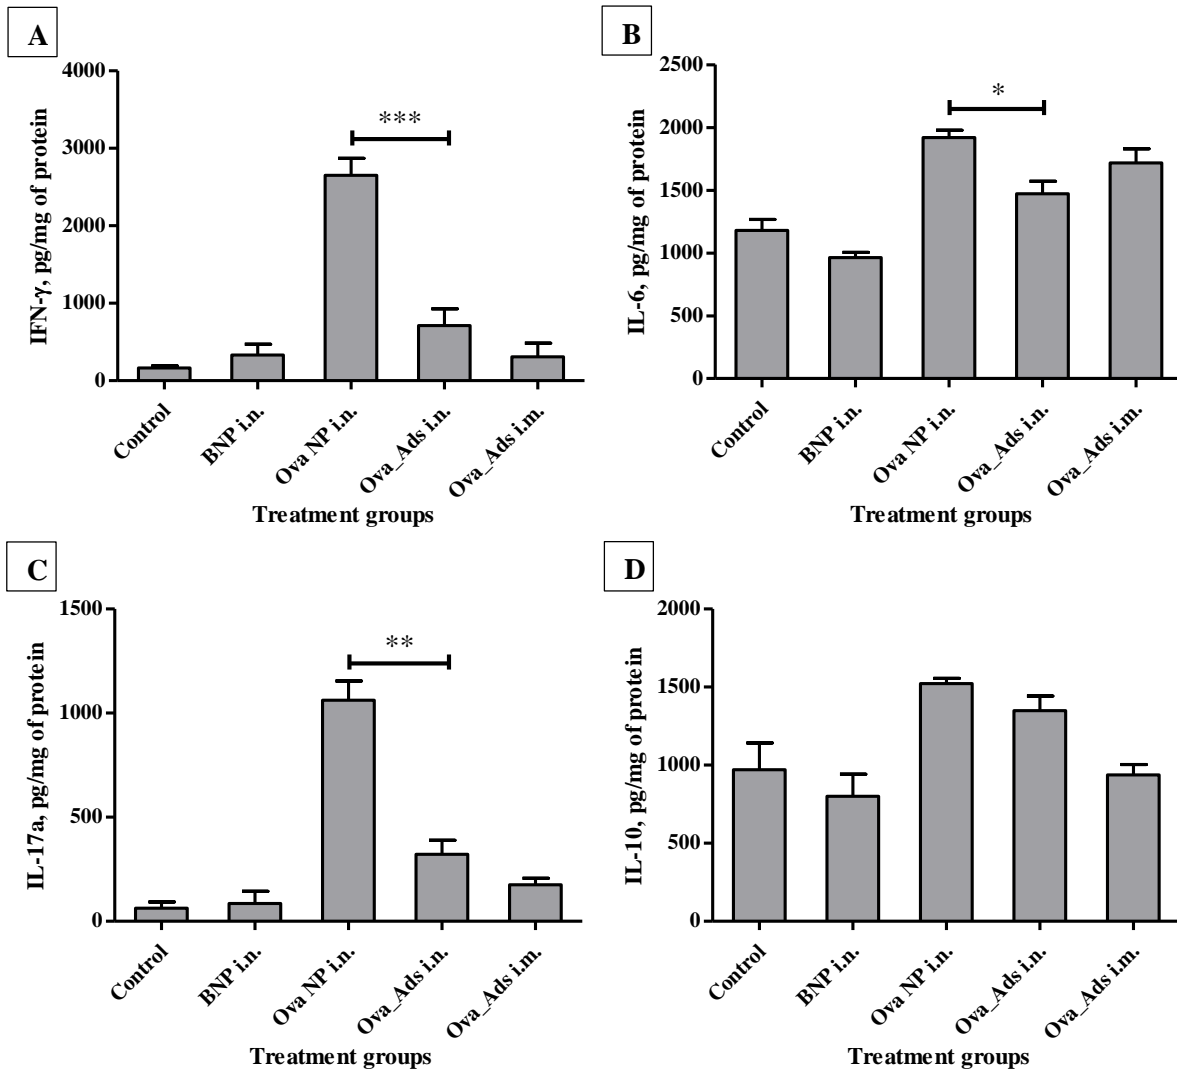 A
IFN-γ, pg/mg of protein
4000
3000
2000
1000
0
***
Control
BNP i.n.
Ova NP i.n.
Ova_Ads i.n.
Ova_Ads i.m.
Treatment groups
B
IL-6, pg/mg of protein
2500
2000
1500
1000
500
0
*
Control
BNP i.n.
Ova NP i.n.
Ova_Ads i.n.
Ova_Ads i.m.
Treatment groups
C
IL-17a, pg/mg of protein
1500
1000
500
0
**
Control
BNP i.n.
Ova NP i.n.
Ova_Ads i.n.
Ova_Ads i.m.
Treatment groups
D
IL-10, pg/mg of protein
2000
1500
1000
500
0
Control
BNP i.n.
Ova NP i.n.
Ova_Ads i.n.
Ova_Ads i.m.
Treatment groups